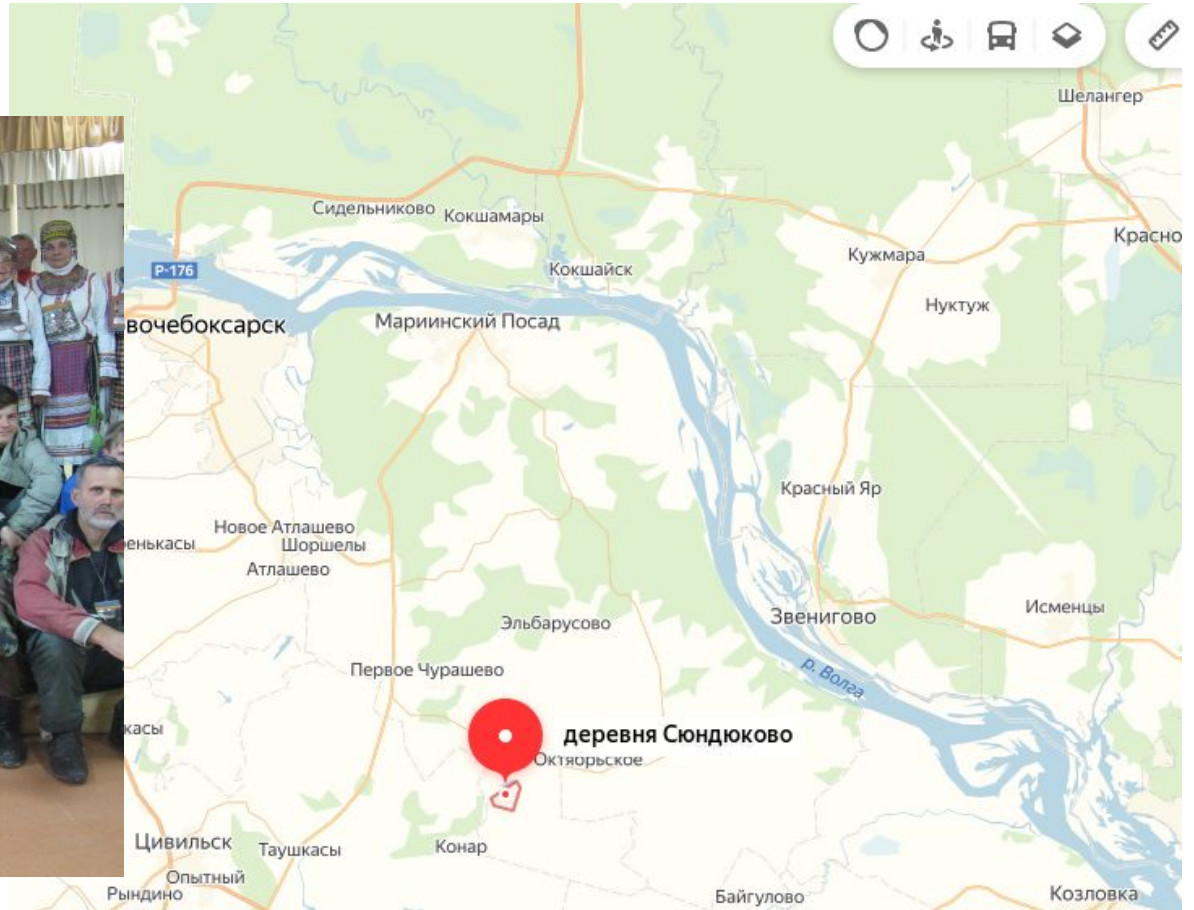 Шелангер
Сидельниково
Кокшамары
Красно
Кужмара
Р-176
Кокшайск
Нуктуж
вочебоксарск
Мариинский Посад
Красный Яр
Новое Атлашево
енькасы
Шоршелы
Атлашево
Исменцы
Звенигово
Эльбарусово
Первое Чурашево
р. Волга
касы
деревня Сюндюково
Октябрьское
Цивильск
Таушкасы
Конар
Опытный
Рындино
Байгулово
Козловка